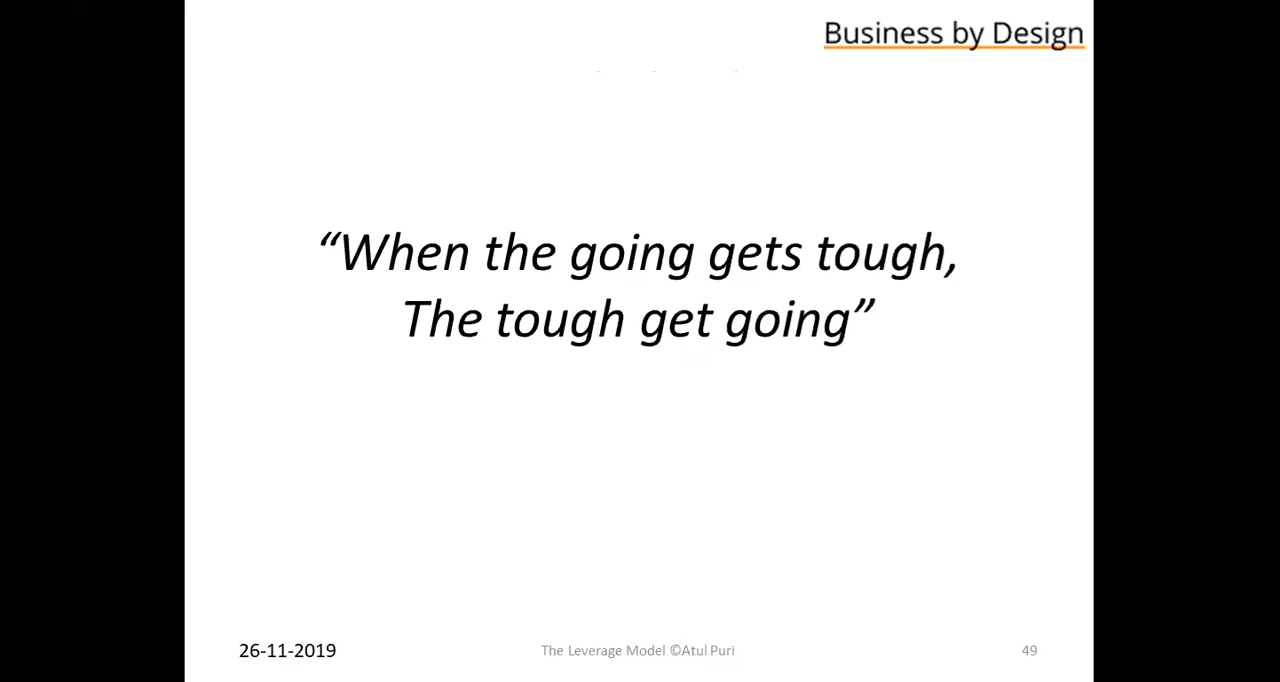 Business by Design
“When the going gets tough,
The tough get going”
26-11-2019
The Leverage Model ©Atul Puri
49